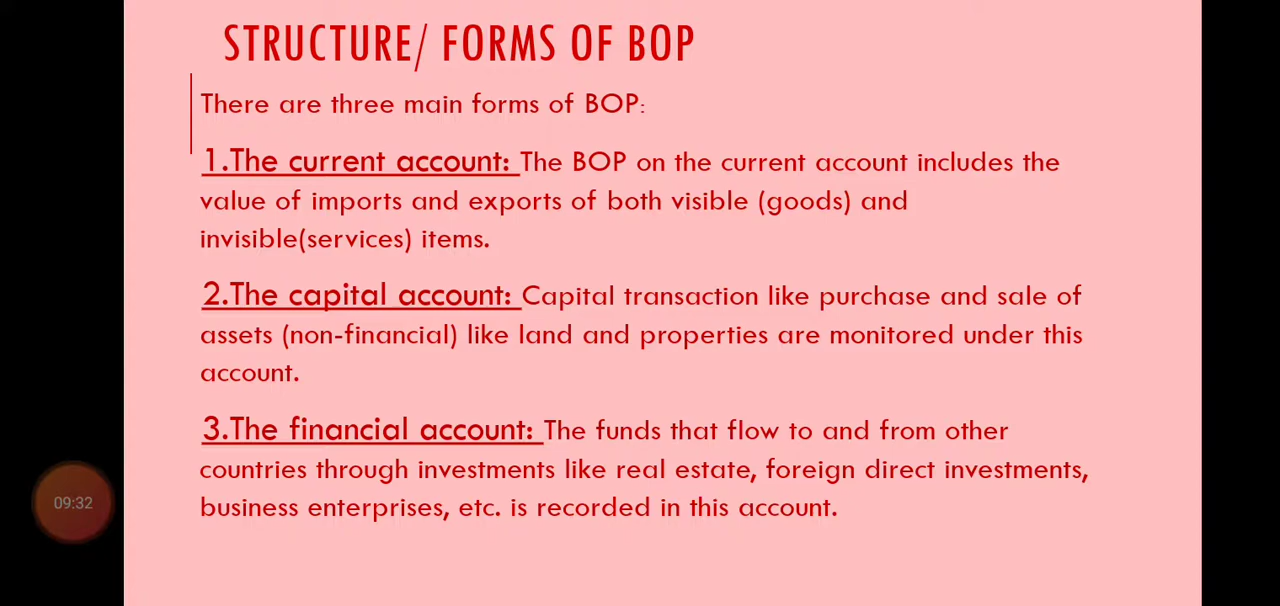 STRUCTURE/ FORMS OF BOP
There are three main forms of BOP:
1.The current account: The BOP on the current account includes the
value of imports and exports of both visible (goods) and
invisible(services) items.
2.The capital account: Capital transaction like purchase and sale of
assets (non-financial) like land and properties are monitored under this
account.
3.The financial account: The funds that flow to and from other
countries through investments like real estate, foreign direct investments,
business enterprises, etc. is recorded in this account.
09:32